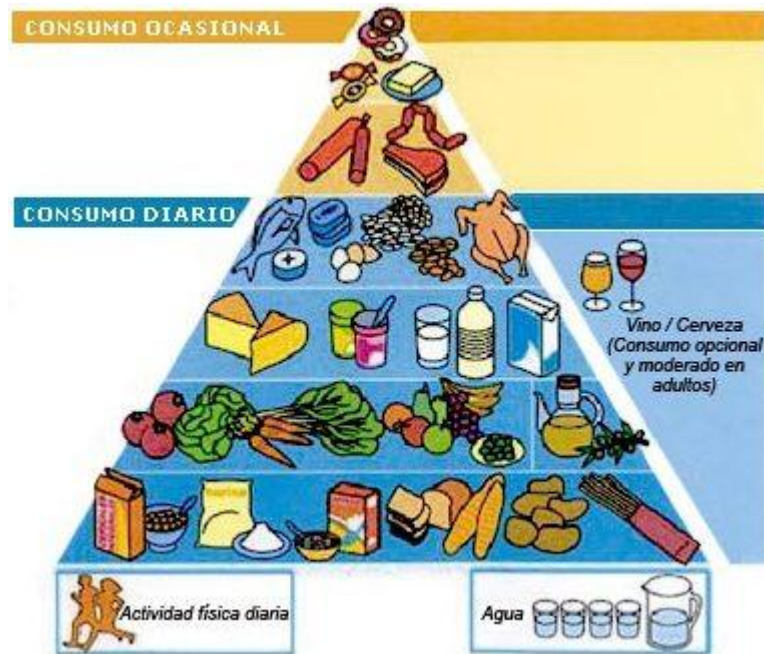 CONSUMO OCASIONAL
CONSUMO DIARIO
Vino / Cerveza
(Consumo opcional
y moderado en
adultos)
Actividad física diaria
Agua